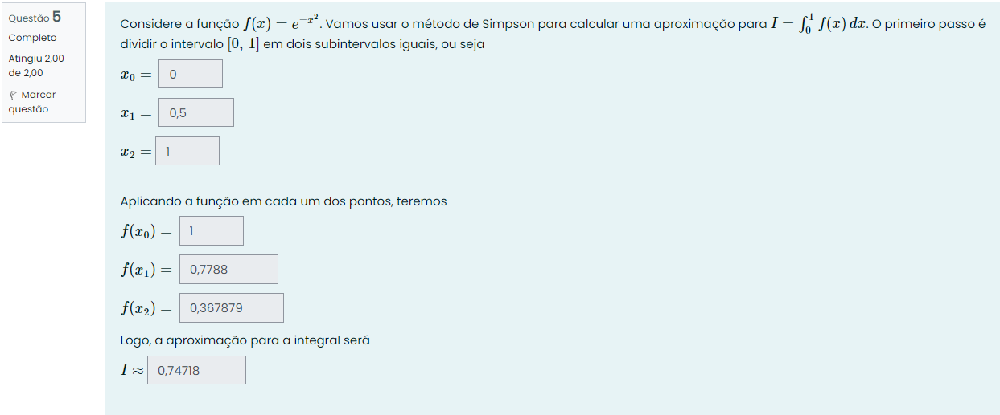 Questão 5
Completo
Atingiu 2,00
de 2,00
Marcar
questão
Considere a função f(x) = e^{-x^2}. Vamos usar o método de Simpson para calcular uma aproximação para I = ∫_0^1 f(x) dx. O primeiro passo é
dividir o intervalo [0, 1] em dois subintervalos iguais, ou seja
x_0 = 0
x_1 = 0,5
x_2 = 1
Aplicando a função em cada um dos pontos, teremos
f(x_0) = 1
f(x_1) = 0,7788
f(x_2) = 0,367879
Logo, a aproximação para a integral será
I ≈ 0,74718